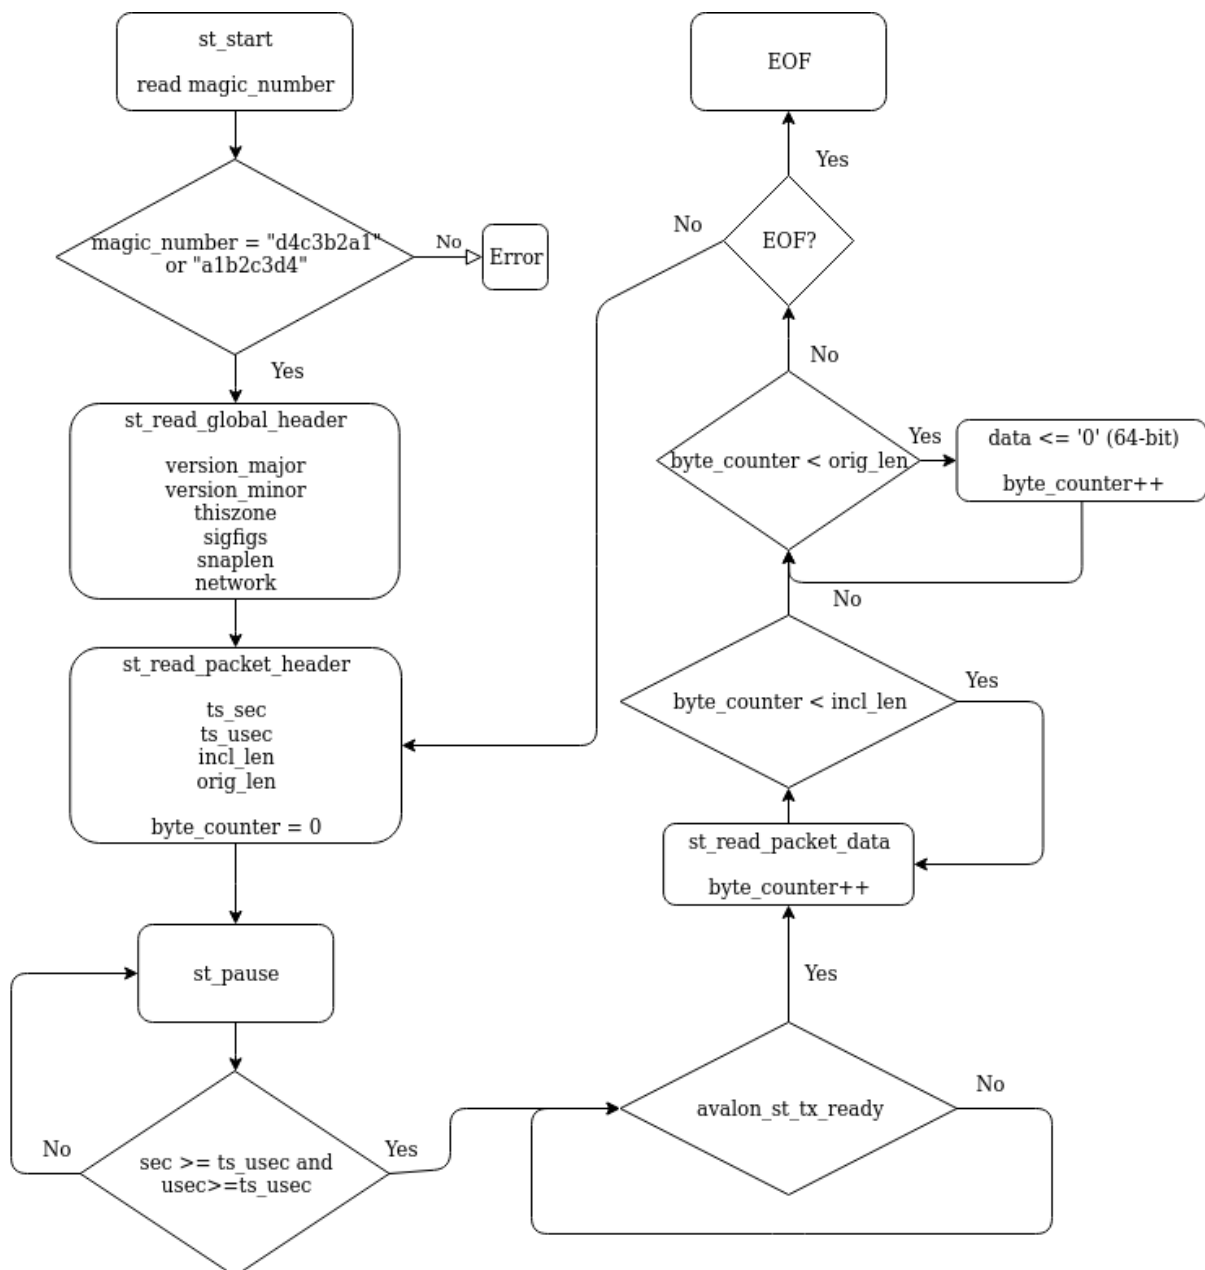 st_start
read magic_number
magic_number = "d4c3b2a1"
or "a1b2c3d4"
No
Error
Yes
st_read_global_header
version_major
version_minor
thiszone
sigfigs
snaplen
network
st_read_packet_header
ts_sec
ts_usec
incl_len
orig_len
byte_counter = 0
st_pause
No
sec >= ts_usec and
usec>=ts_usec
Yes
avalon_st_tx_ready
No
Yes
st_read_packet_data
byte_counter++
byte_counter < incl_len
Yes
No
byte_counter < orig_len
Yes
data <= '0' (64-bit)
byte_counter++
No
EOF?
No
Yes
EOF